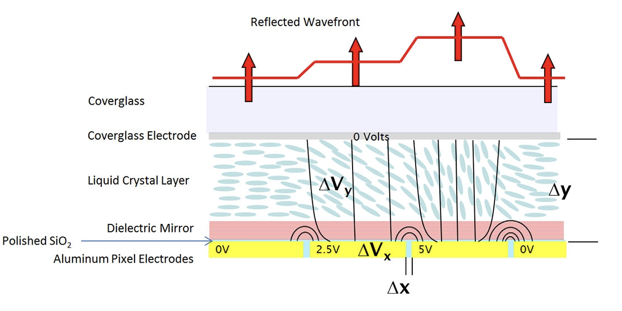 Reflected Wavefront
Coverglass
Coverglass Electrode
0 Volts
Liquid Crystal Layer
ΔVy
Δy
Dielectric Mirror
Polished SiO2
0V
2.5V
ΔVx
5V
0V
Aluminum Pixel Electrodes
Δx